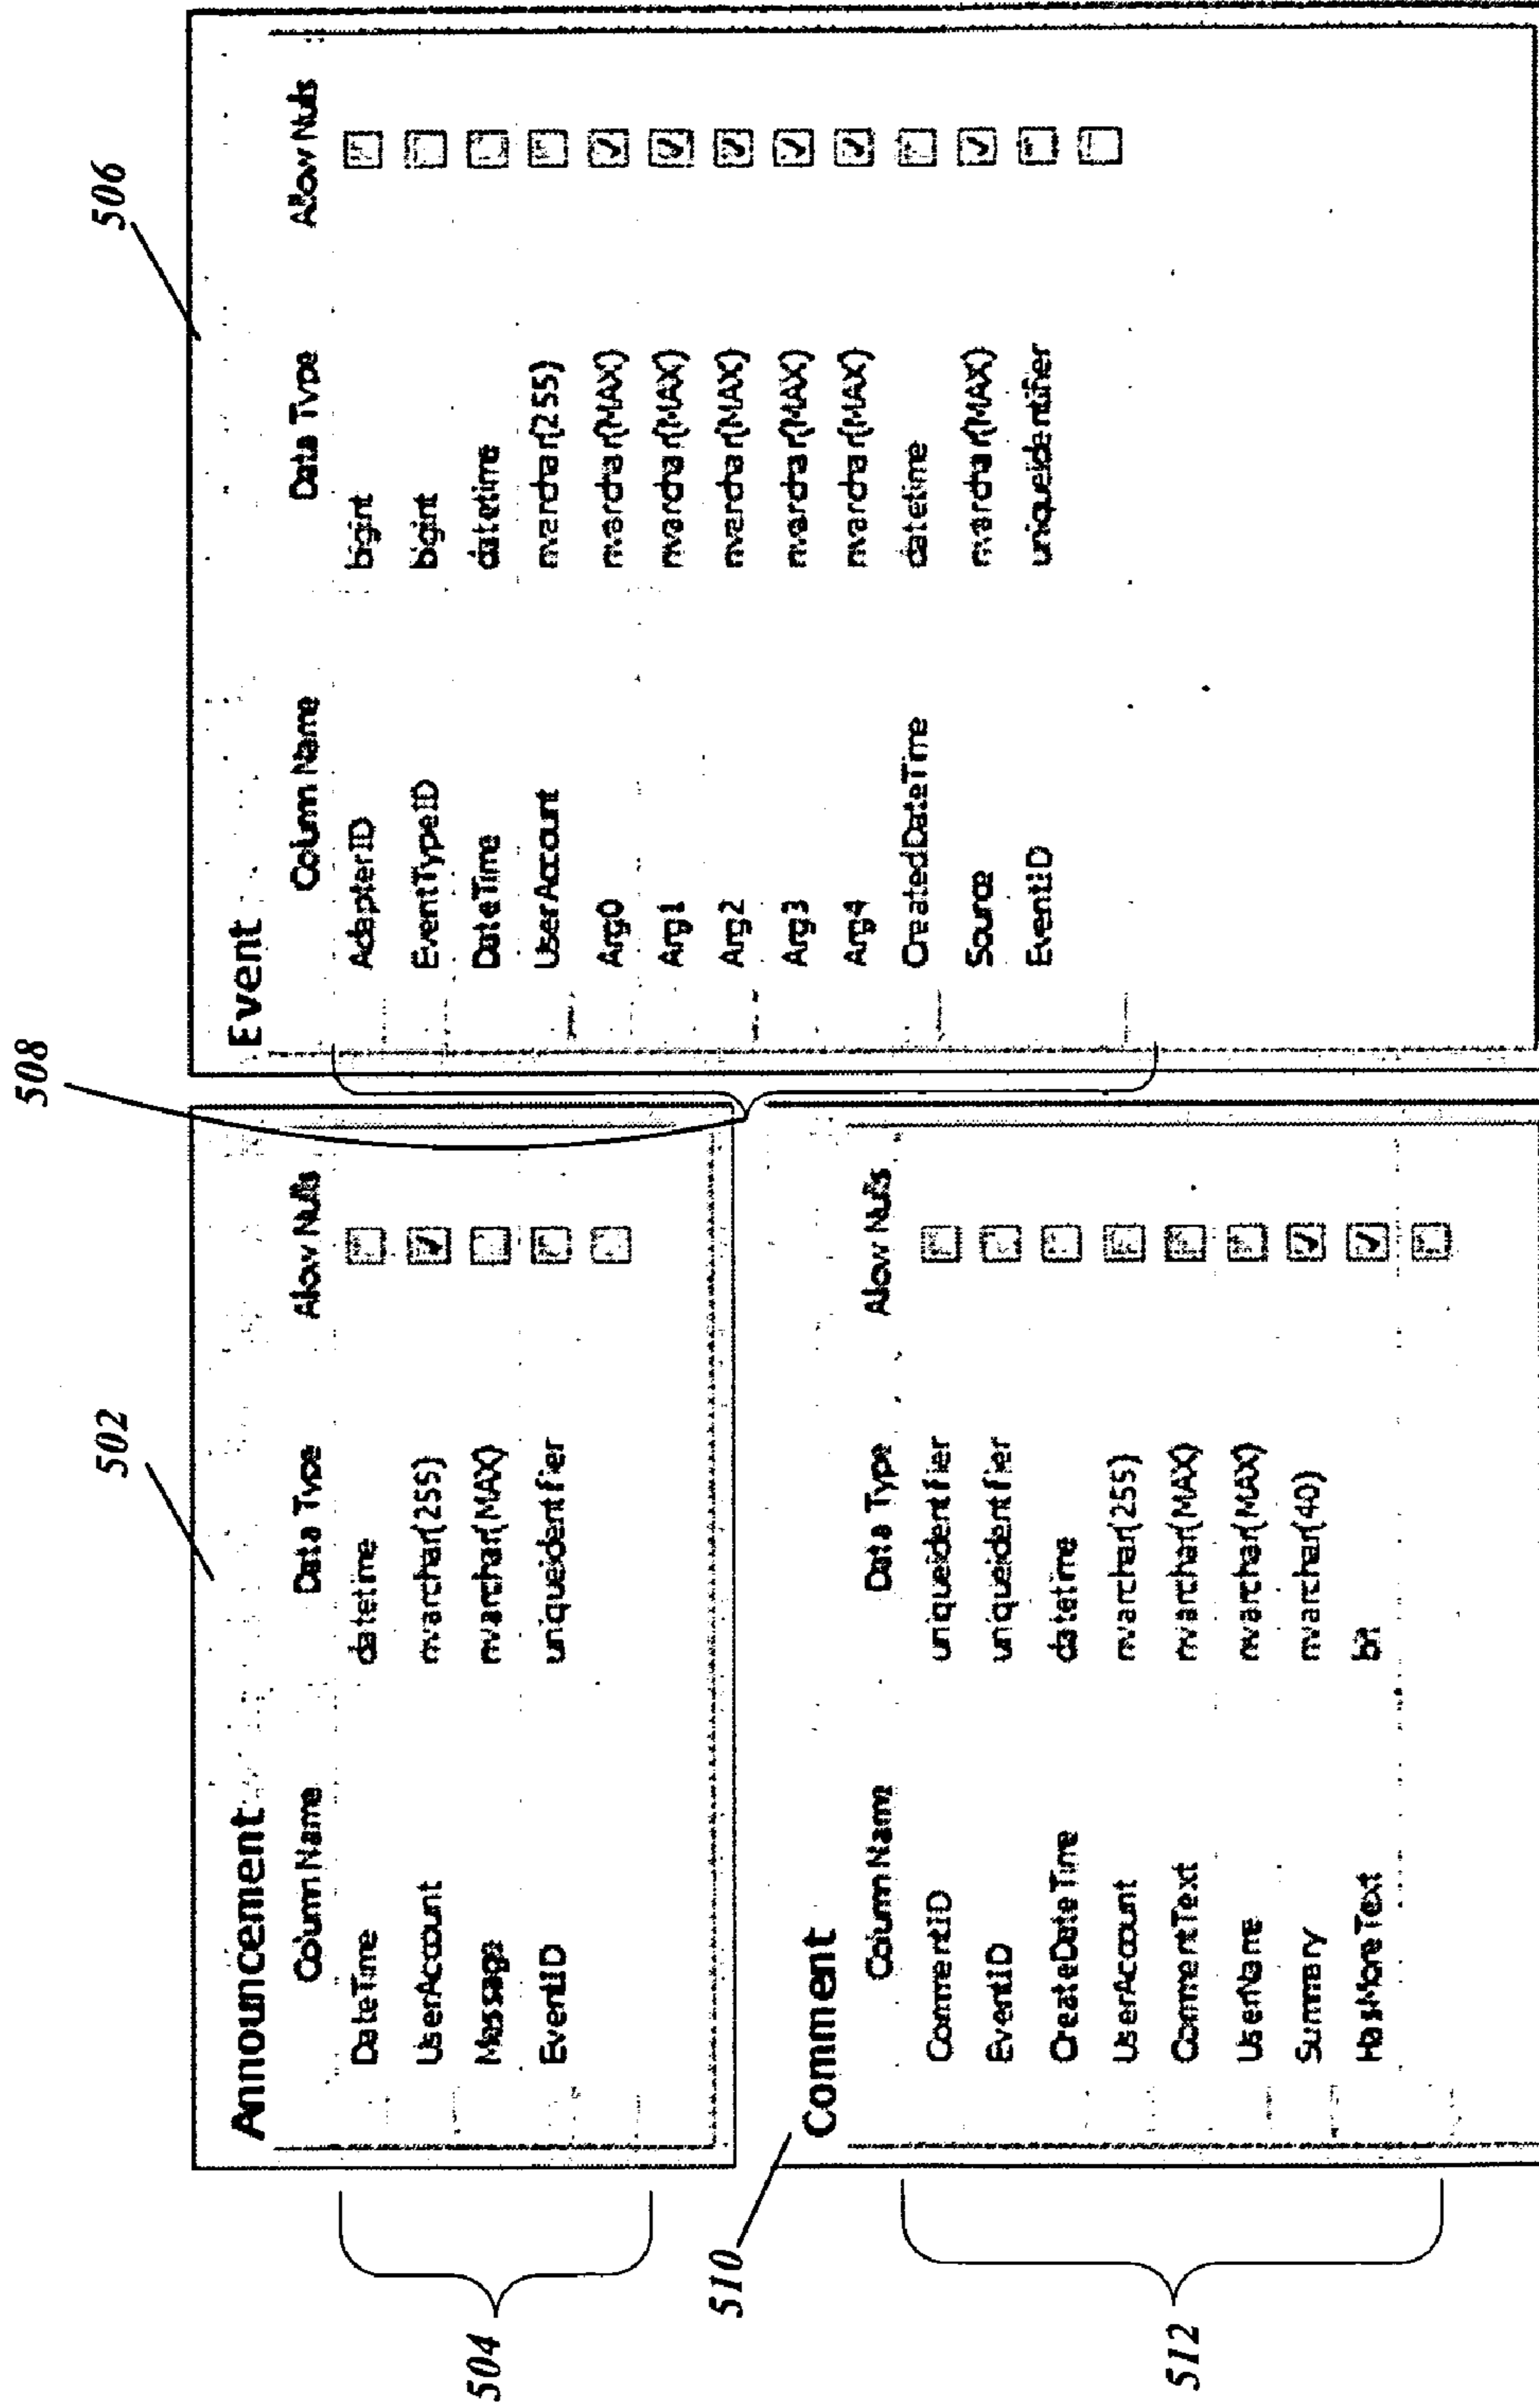 502
506
508
Announcement
Column Name Data Type Allow Nulls
DateTime datetime
UserAccount nvarchar(255)
Message nvarchar(MAX)
EventID uniqueidentifier
504
Event
Column Name Data Type Allow Nulls
AdapterID bigint
EventTypeID bigint
DateTime datetime
UserAccount nvarchar(255)
Arg0 nvarchar(MAX)
Arg1 nvarchar(MAX)
Arg2 nvarchar(MAX)
Arg3 nvarchar(MAX)
Arg4 nvarchar(MAX)
CreatedDateTime datetime
Source nvarchar(MAX)
EventID uniqueidentifier
510
Comment
Column Name Data Type Allow Nulls
CommentID uniqueidentifier
EventID uniqueidentifier
CreateDateTime datetime
UserAccount nvarchar(255)
CommentText nvarchar(MAX)
UserName nvarchar(MAX)
Summary nvarchar(40)
HasMoreText bit
512